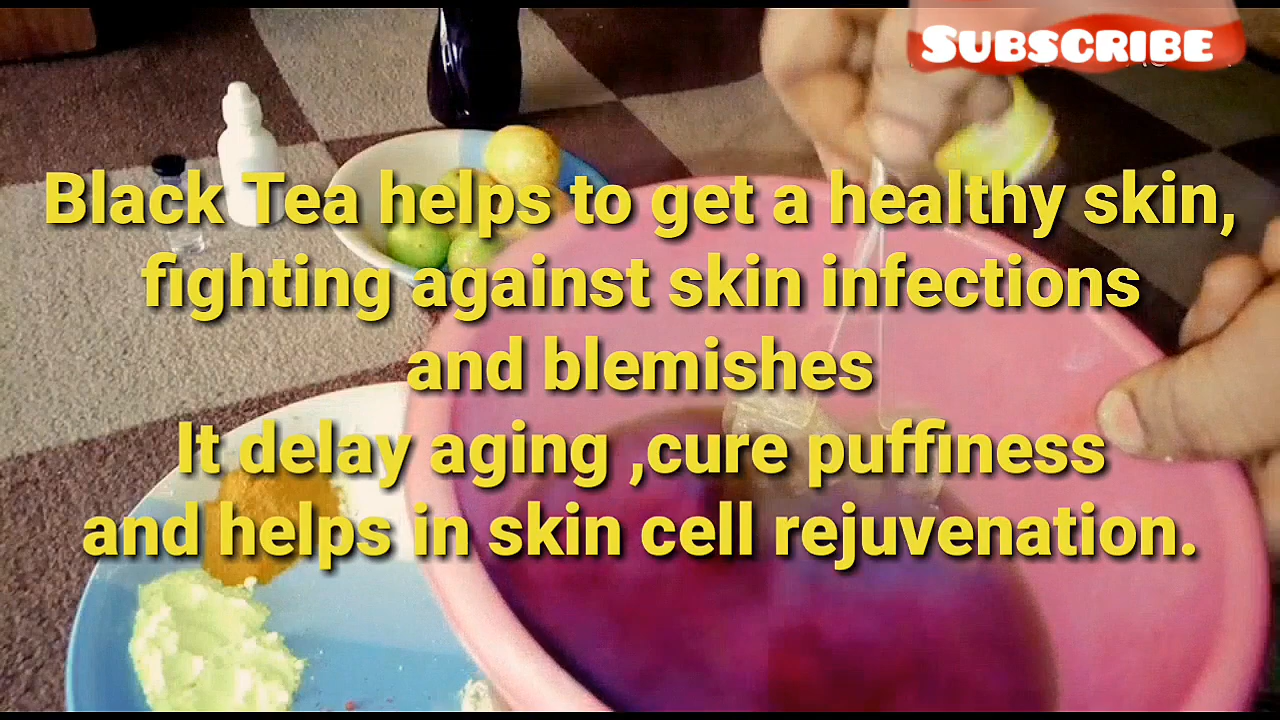 SUBSCRIBE
Black Tea helps to get a healthy skin,
fighting against skin infections
and blemishes
It delay aging ,cure puffiness
and helps in skin cell rejuvenation.